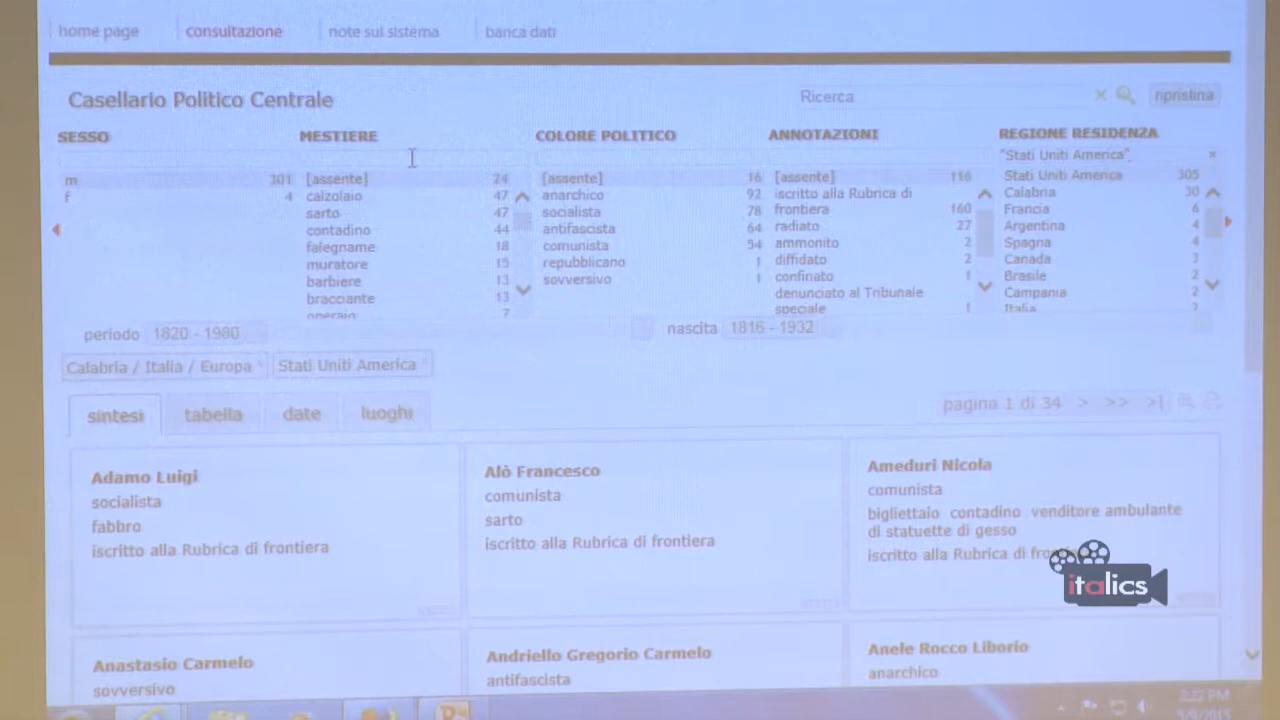 home page consultazione note sul sistema banca dati
Casellario Politico Centrale
Ricerca × ripristina
SESSO
m 301
f 4
MESTIERE
[assente] 24
calzolaio 47
sarto 47
contadino 44
falegname 18
muratore 15
barbiere 13
bracciante 13
operaio 7
COLORE POLITICO
[assente] 16
anarchico 92
socialista 78
antifascista 64
comunista 54
repubblicano 1
sovversivo 1
ANNOTAZIONI
[assente] 116
iscritto alla Rubrica di
frontiera 160
radiato 27
ammonito 2
diffidato 2
confinato 1
denunciato al Tribunale
speciale 1
REGIONE RESIDENZA
"Stati Uniti America" ×
Stati Uniti America 305
Calabria 30
Francia 6
Argentina 4
Spagna 4
Canada 3
Brasile 2
Campania 2
Italia 2
periodo 1820 - 1980
nascita 1816 - 1932
Calabria / Italia / Europa Stati Uniti America
sintesi tabella date luoghi
pagina 1 di 34 > >> >|
Adamo Luigi
socialista
fabbro
iscritto alla Rubrica di frontiera
Alò Francesco
comunista
sarto
iscritto alla Rubrica di frontiera
Ameduri Nicola
comunista
bigliettaio contadino venditore ambulante
di statuette di gesso
iscritto alla Rubrica di frontiera
italics
Anastasio Carmelo
sovversivo
Andriello Gregorio Carmelo
antifascista
Anele Rocco Liborio
anarchico
2:22 PM